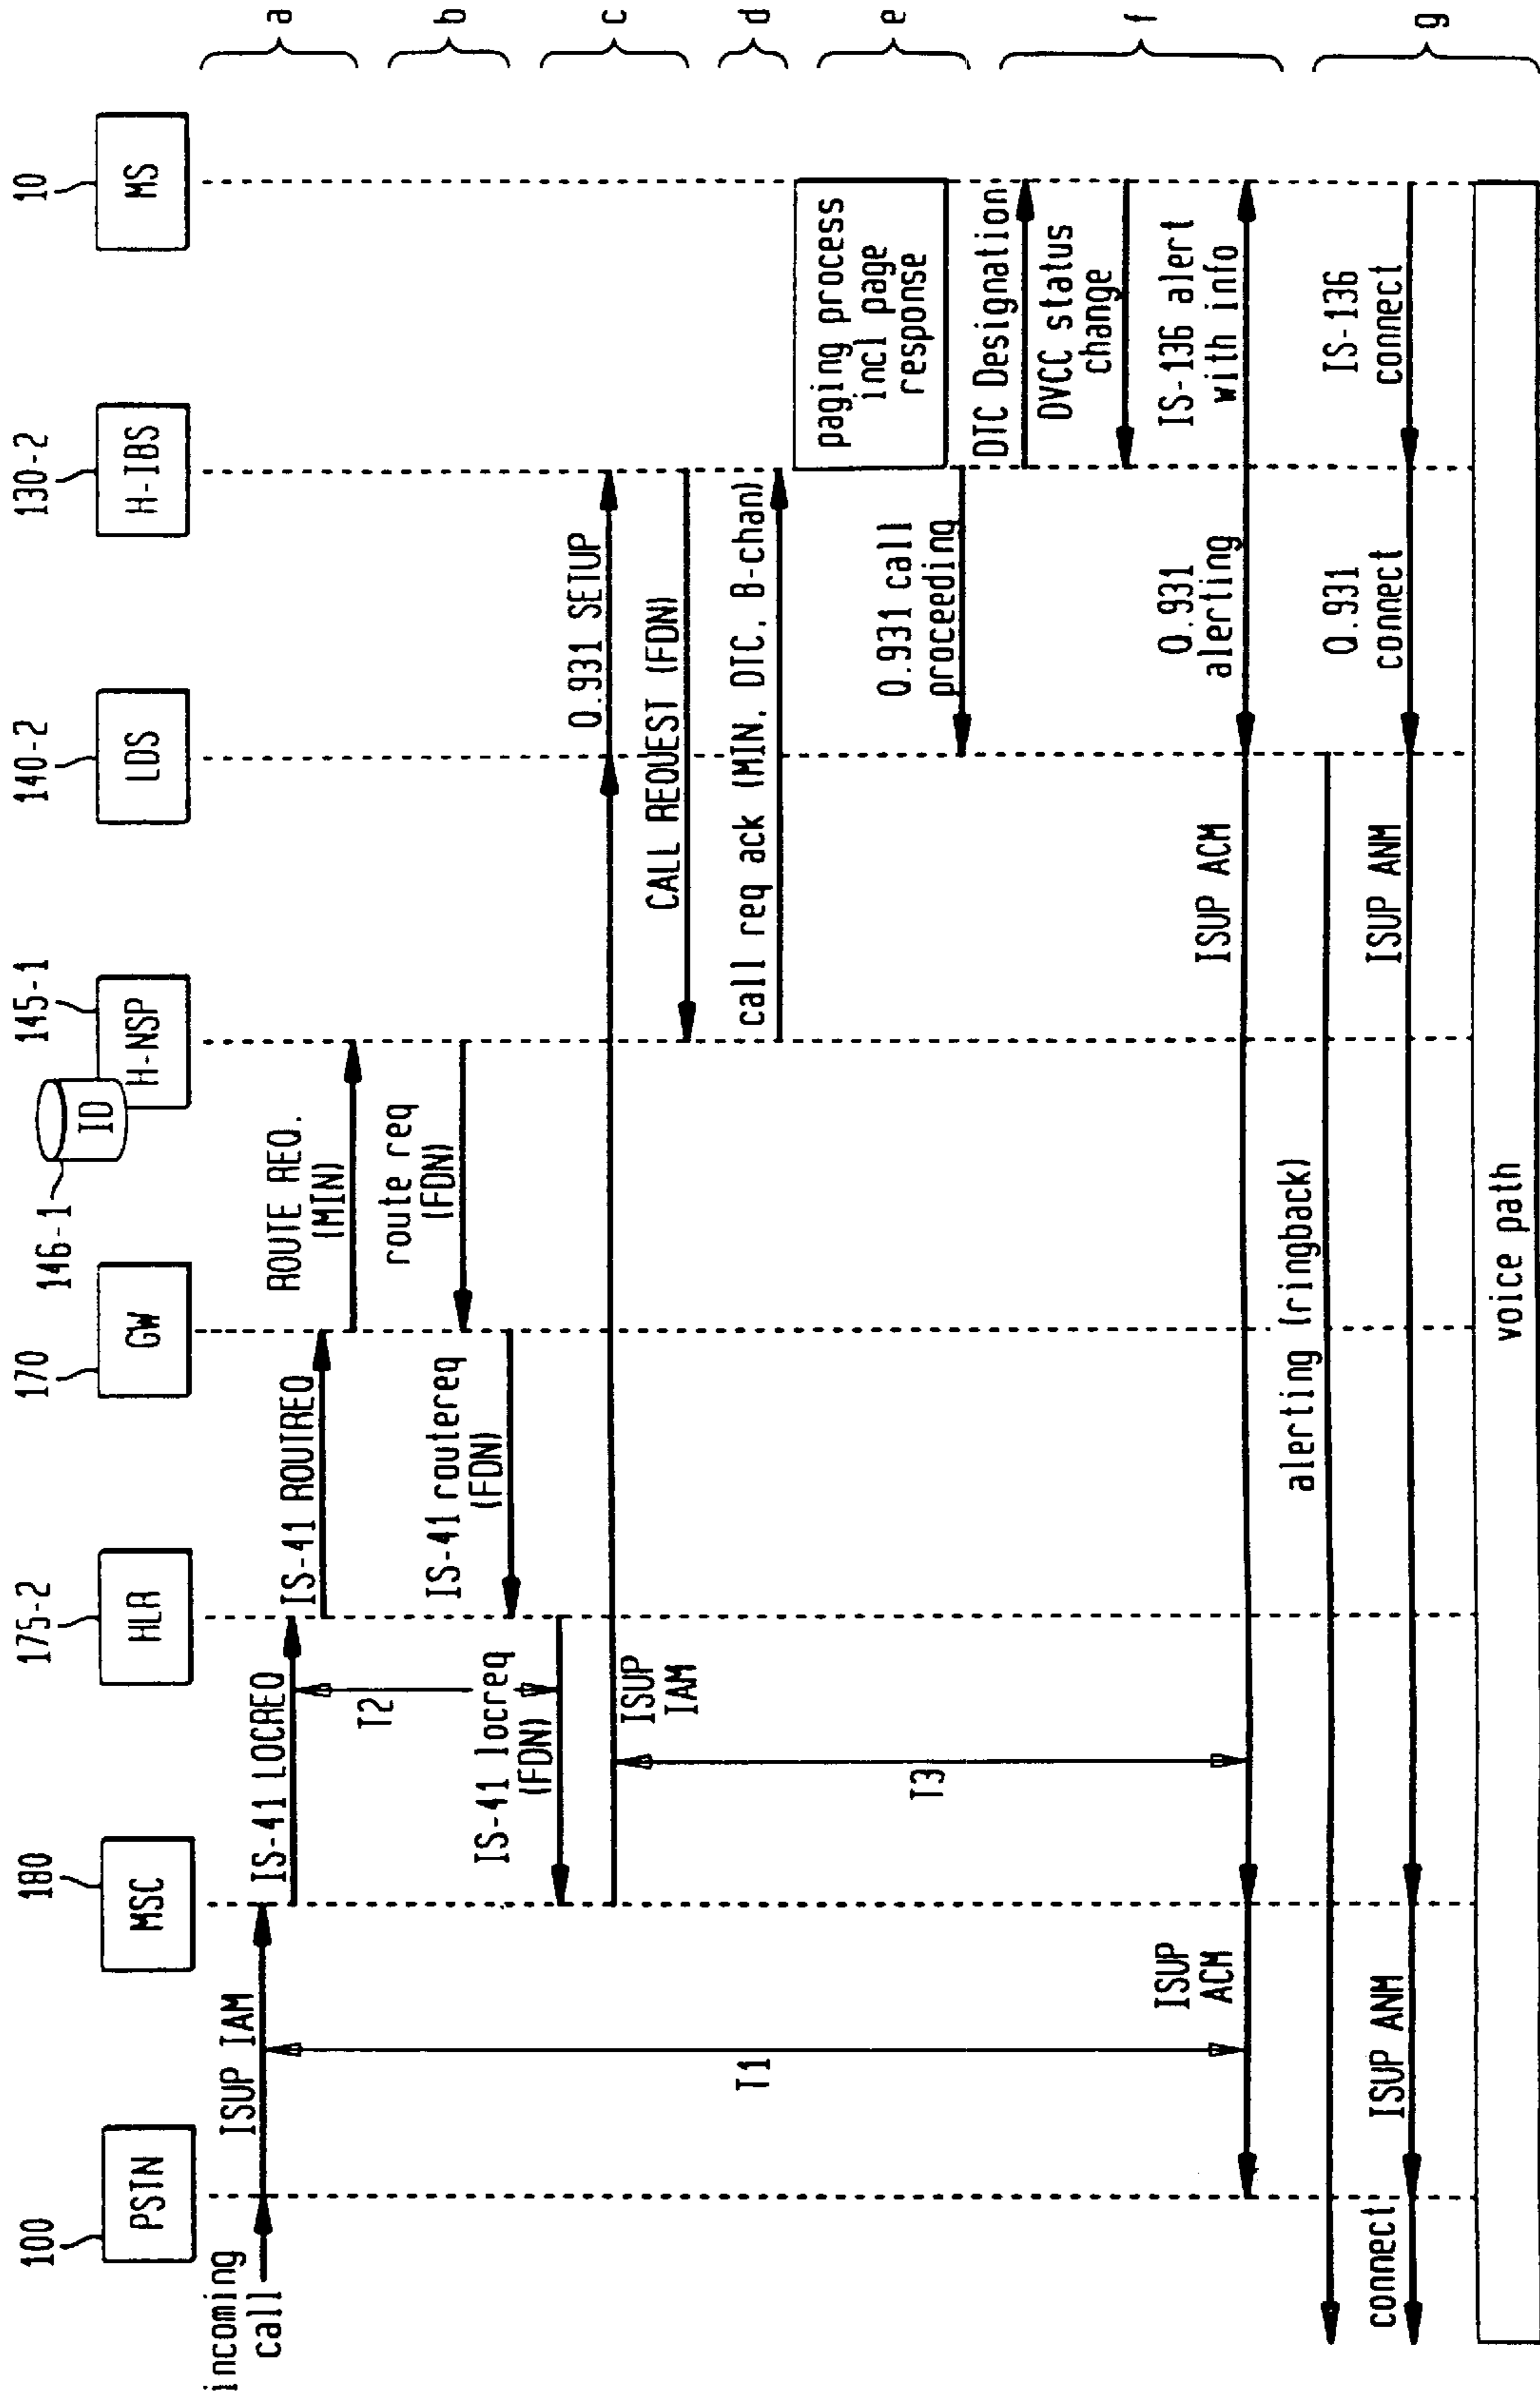 100
180
175-2
170
146-1
145-1
140-2
130-2
10
PSTN
MSC
HLR
GW
ID
H-NSP
LDS
H-IBS
MS
incoming
call
ISUP IAM
IS-41 LOCREQ
IS-41 ROUTREQ
ROUTE REQ.
(MIN)
a
route req
(FDN)
IS-41 routereq
(FDN)
T2
IS-41 locreq
(FDN)
b
ISUP
IAM
Q.931 SETUP
CALL REQUEST (FDN)
c
call req ack (MIN, DTC, B-chan)
d
paging process
incl page
response
Q.931 call
proceeding
e
T1
T3
DTC Designation
DVCC status
change
IS-136 alert
with info
Q.931
alerting
ISUP ACM
ISUP
ACM
f
alerting (ringback)
IS-136
connect
Q.931
connect
ISUP ANM
ISUP ANM
connect
g
voice path